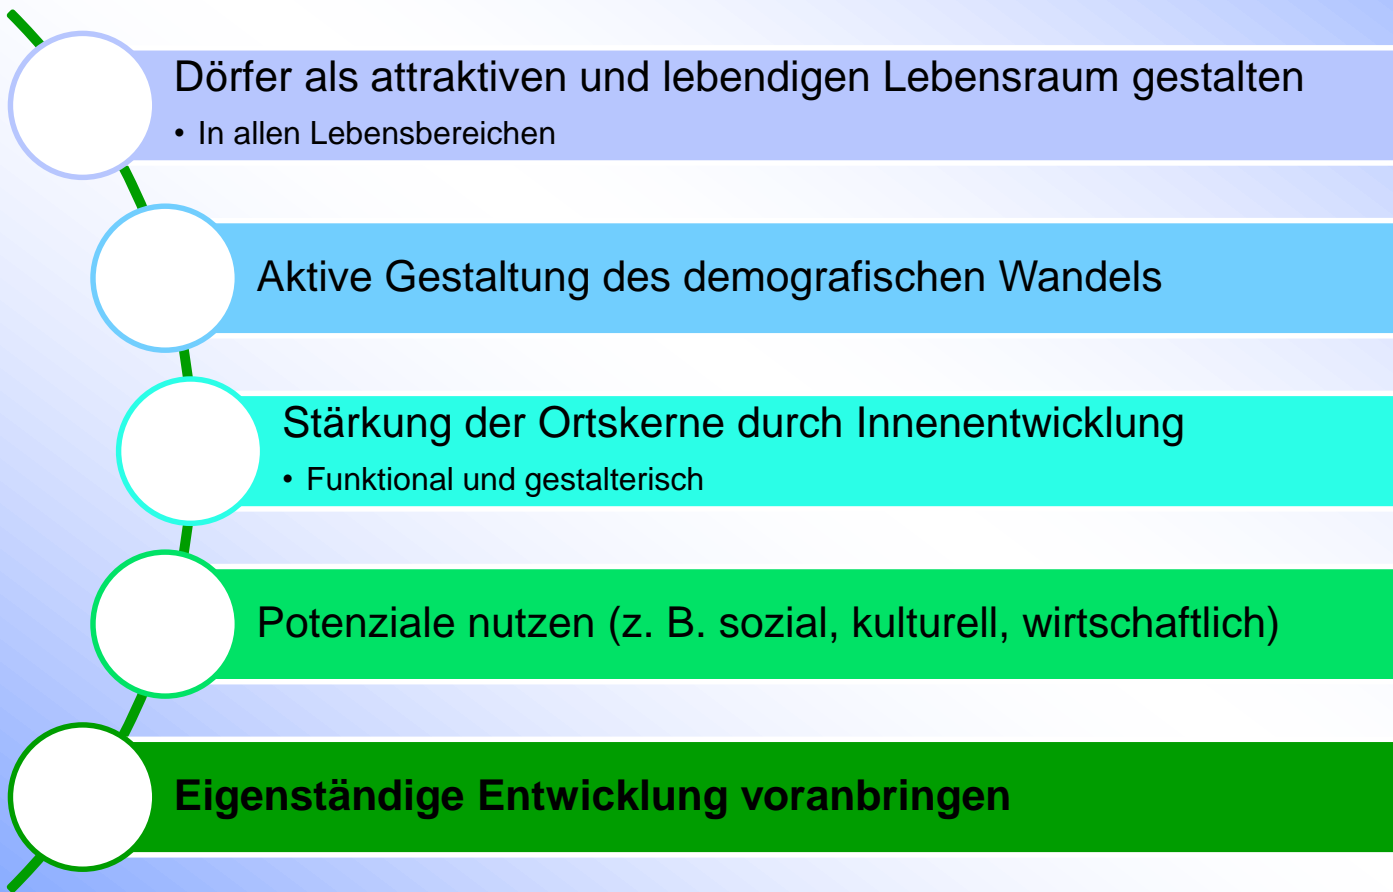 Dörfer als attraktiven und lebendigen Lebensraum gestalten
• In allen Lebensbereichen
Aktive Gestaltung des demografischen Wandels
Stärkung der Ortskerne durch Innenentwicklung
• Funktional und gestalterisch
Potenziale nutzen (z. B. sozial, kulturell, wirtschaftlich)
Eigenständige Entwicklung voranbringen